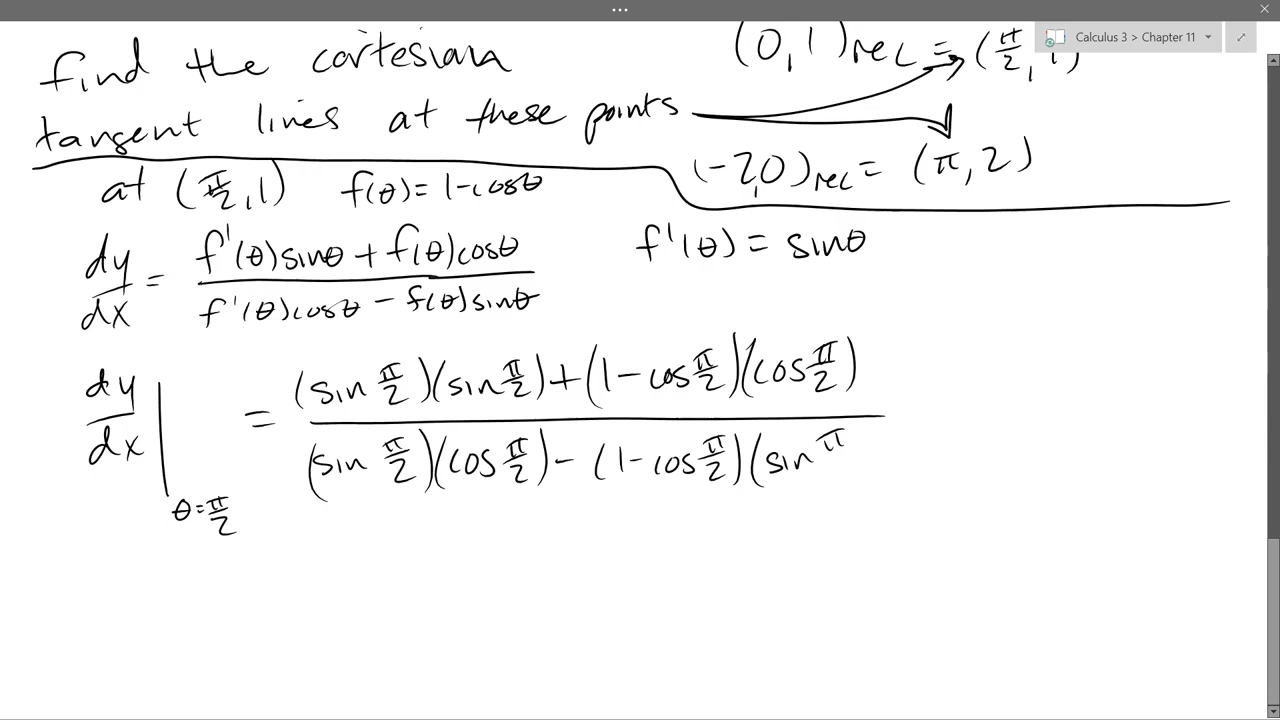 Calculus 3 > Chapter 11
find the cartesian
tangent lines at these points
(0,1)rec = (π/2, 1)
(-2,0)rec = (π,2)
at (π/2,1) f(θ)=1-cosθ
dy/dx = (f'(θ)sinθ + f(θ)cosθ)/(f'(θ)cosθ - f(θ)sinθ) f'(θ) = sinθ
dy/dx |θ=π/2 = ((sin π/2)(sin π/2)+(1-cos π/2)(cos π/2))/((sin π/2)(cos π/2)-(1-cos π/2)(sin π